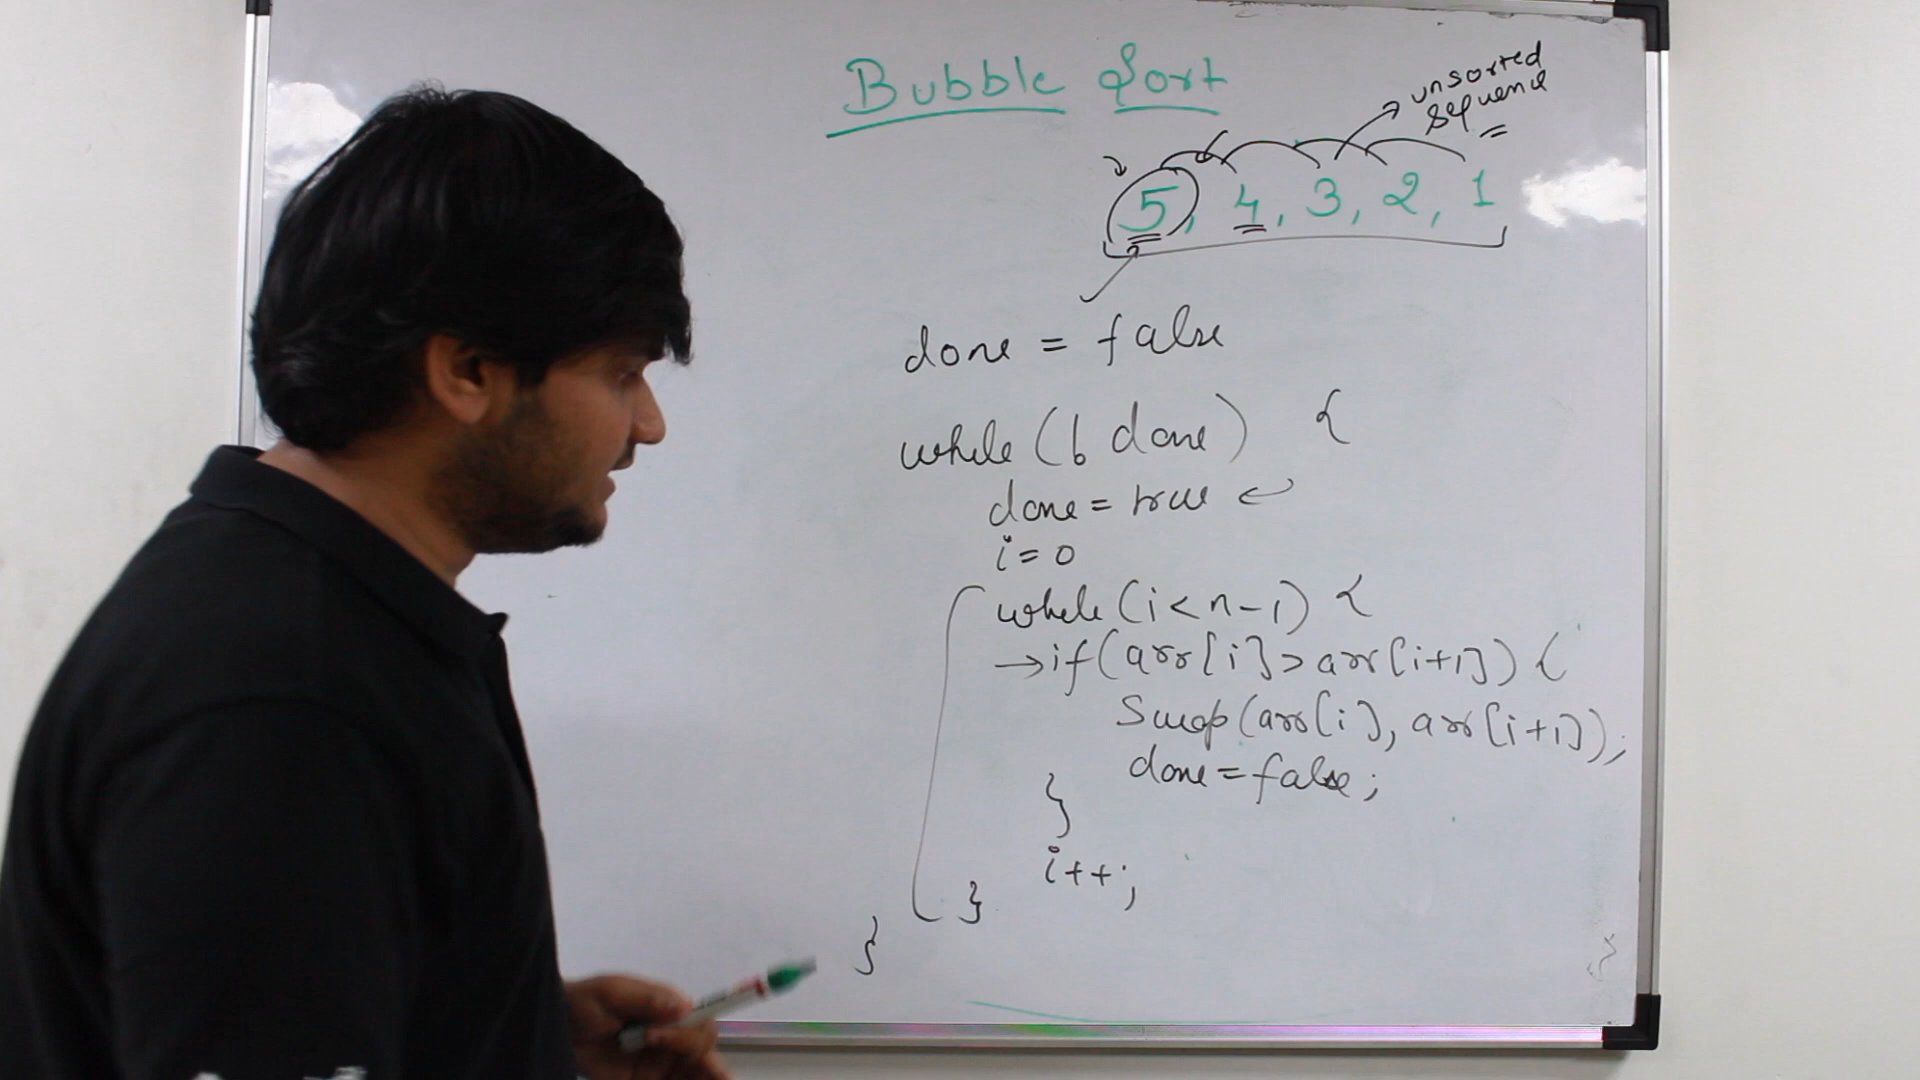 Bubble Sort
unsorted
sequence
5, 4, 3, 2, 1
done = false
while (! done) {
done = true
i = 0
while (i < n-1) {
→ if (arr[i] > arr[i+1]) {
Swap (arr[i], arr[i+1]);
done = false;
}
i++;
}
}